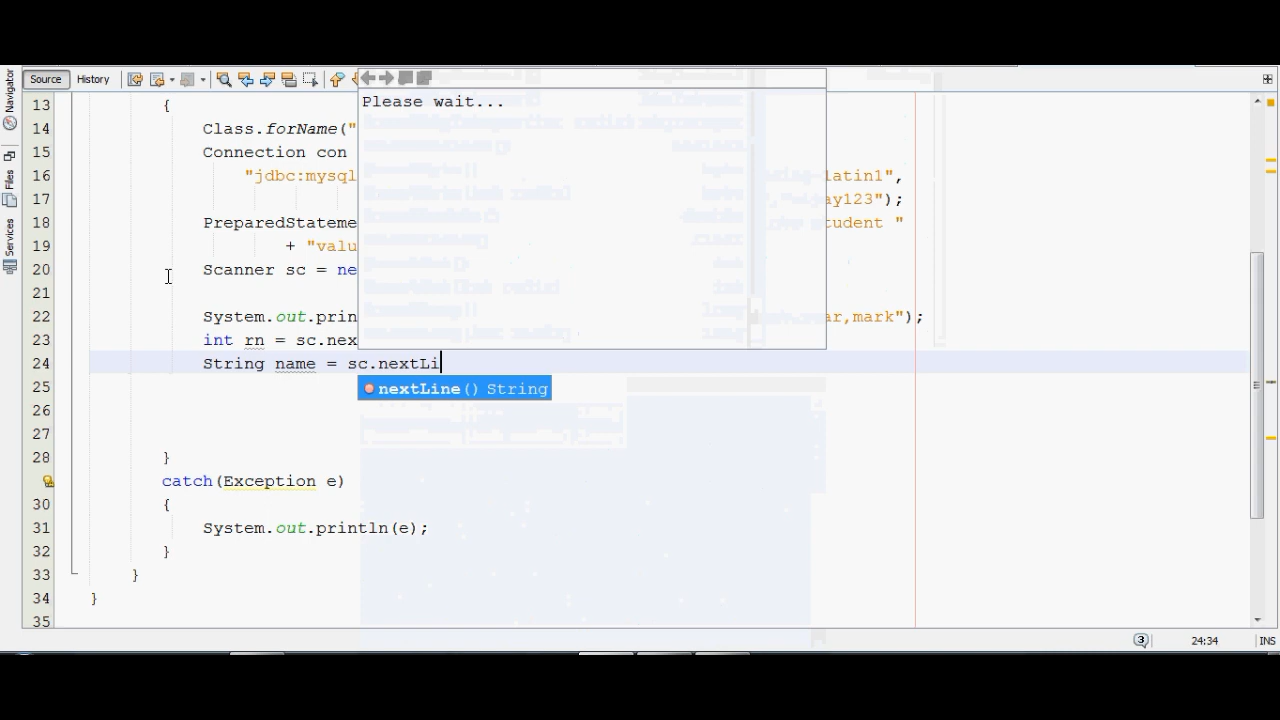 Source History
Navigator
Files
Services
Please wait...
13 {
14 Class.forName("
15 Connection con
16 "jdbc:mysql latin1",
17 ay123");
18 PreparedStateme student "
19 + "valu
20 Scanner sc = ne
21
22 System.out.prin ar,mark");
23 int rn = sc.nex
24 String name = sc.nextLi
25 nextLine() String
26
27
28 }
catch(Exception e)
30 {
31 System.out.println(e);
32 }
33 }
34 }
35
3 24:34 INS